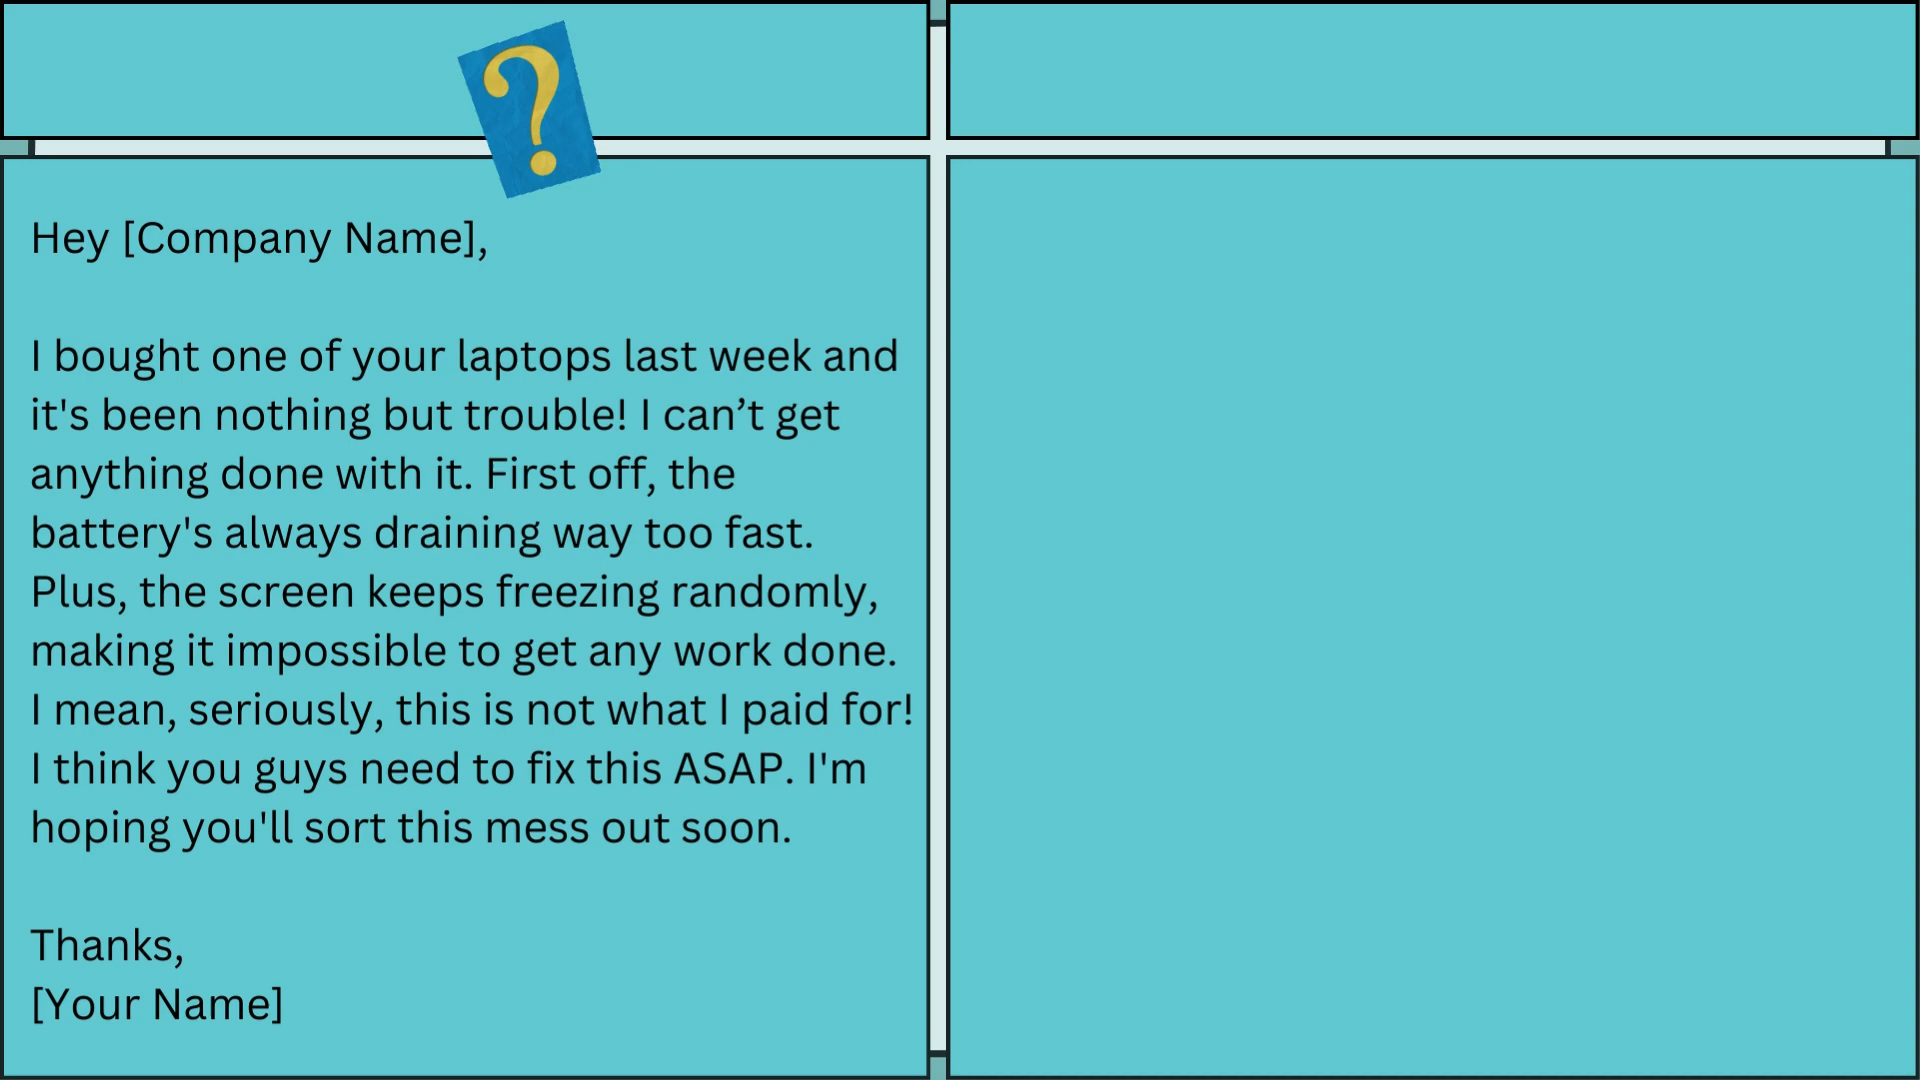 ?
Hey [Company Name],
I bought one of your laptops last week and
it's been nothing but trouble! I can’t get
anything done with it. First off, the
battery's always draining way too fast.
Plus, the screen keeps freezing randomly,
making it impossible to get any work done.
I mean, seriously, this is not what I paid for!
I think you guys need to fix this ASAP. I'm
hoping you'll sort this mess out soon.
Thanks,
[Your Name]